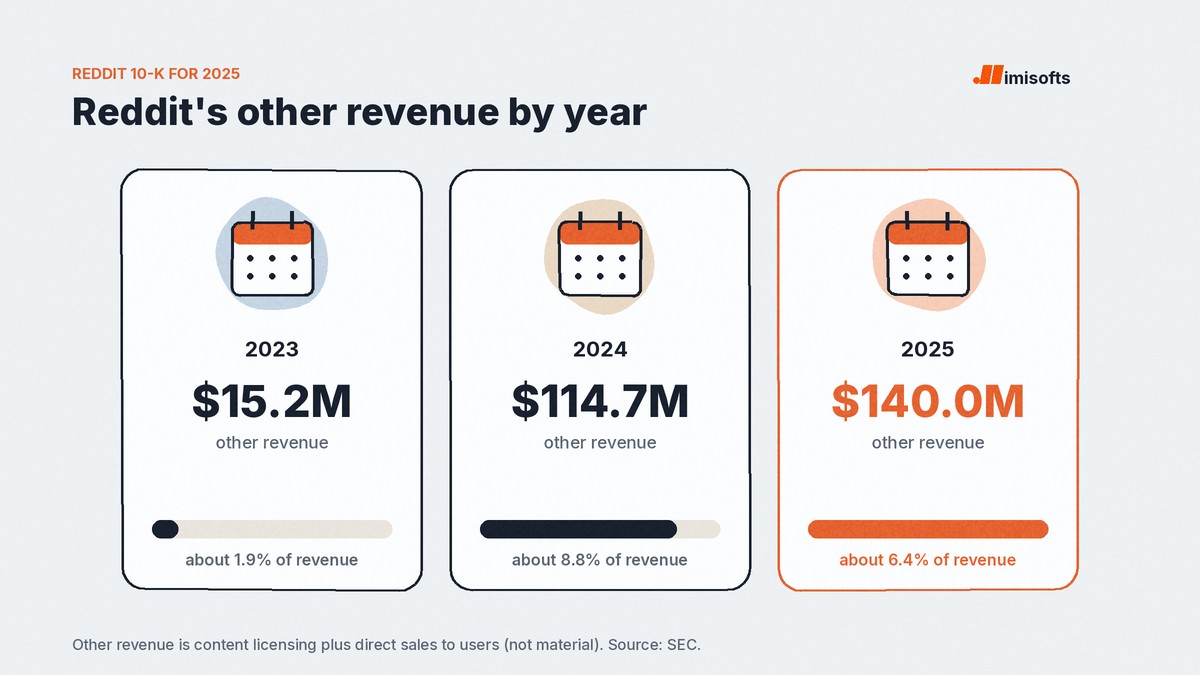 REDDIT 10-K FOR 2025
imisofts
Reddit's other revenue by year
2023
$15.2M
other revenue
about 1.9% of revenue
2024
$114.7M
other revenue
about 8.8% of revenue
2025
$140.0M
other revenue
about 6.4% of revenue
Other revenue is content licensing plus direct sales to users (not material). Source: SEC.